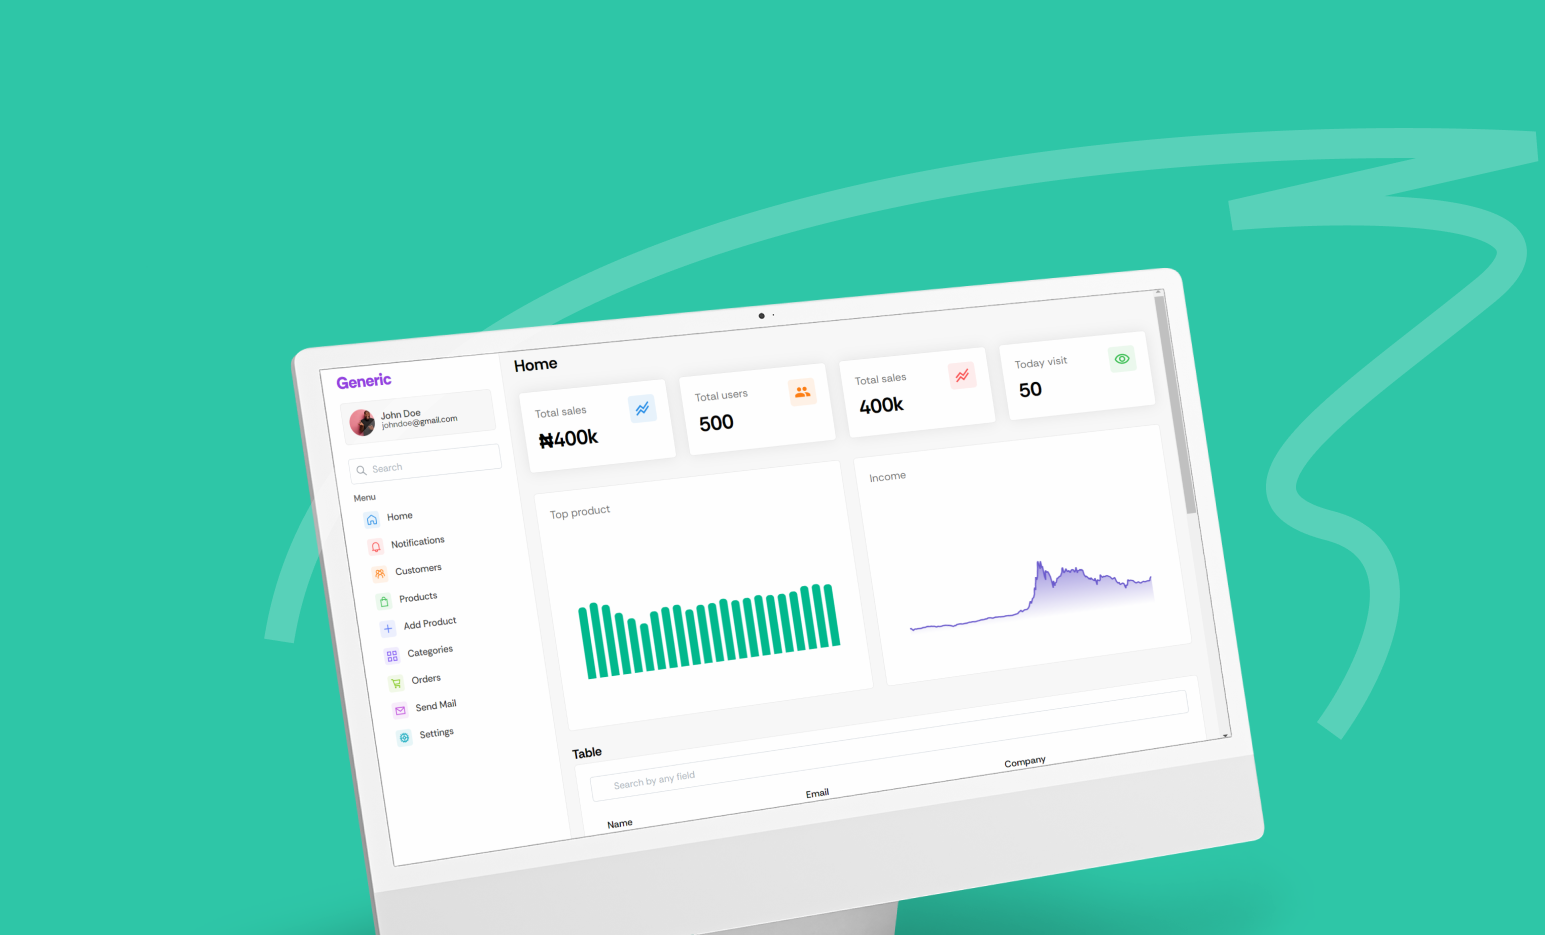 Generic
John Doe
johndoe@gmail.com
Search
Menu
Home
Notifications
Customers
Products
Add Product
Categories
Orders
Send Mail
Settings
Home
Total sales
₦400k
Total users
500
Total sales
400k
Today visit
50
Top product
Income
Table
Search by any field
Name
Email
Company